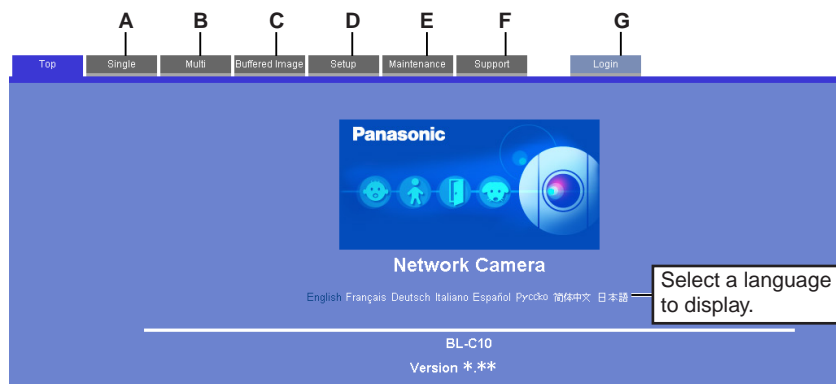 A B C D E F G
Top Single Multi Buffered Image Setup Maintenance Support Login
Panasonic
Network Camera
English Français Deutsch Italiano Español Русско 简体中文 日本語
Select a language
to display.
BL-C10
Version *.**